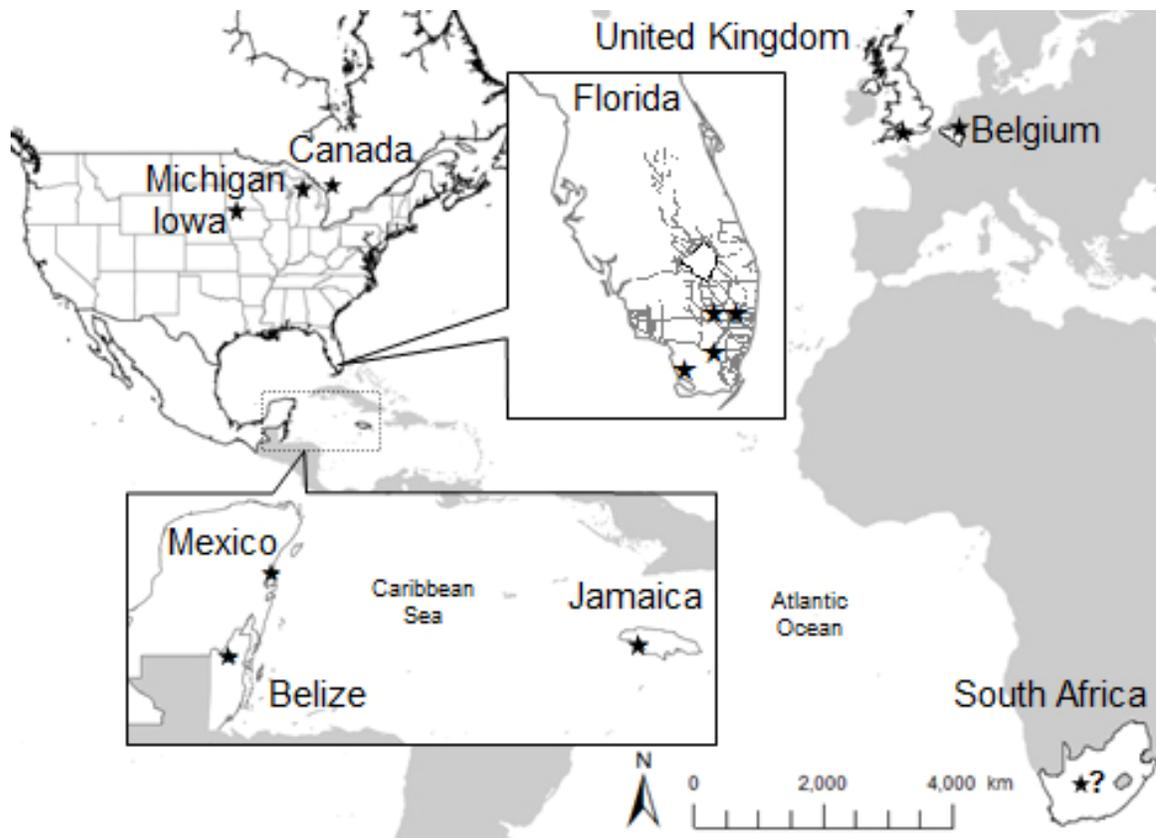 United Kingdom
Florida
Belgium
Canada
Michigan
Iowa
Mexico
Caribbean
Sea
Jamaica
Atlantic
Ocean
Belize
South Africa
N
0 2,000 4,000 km
?